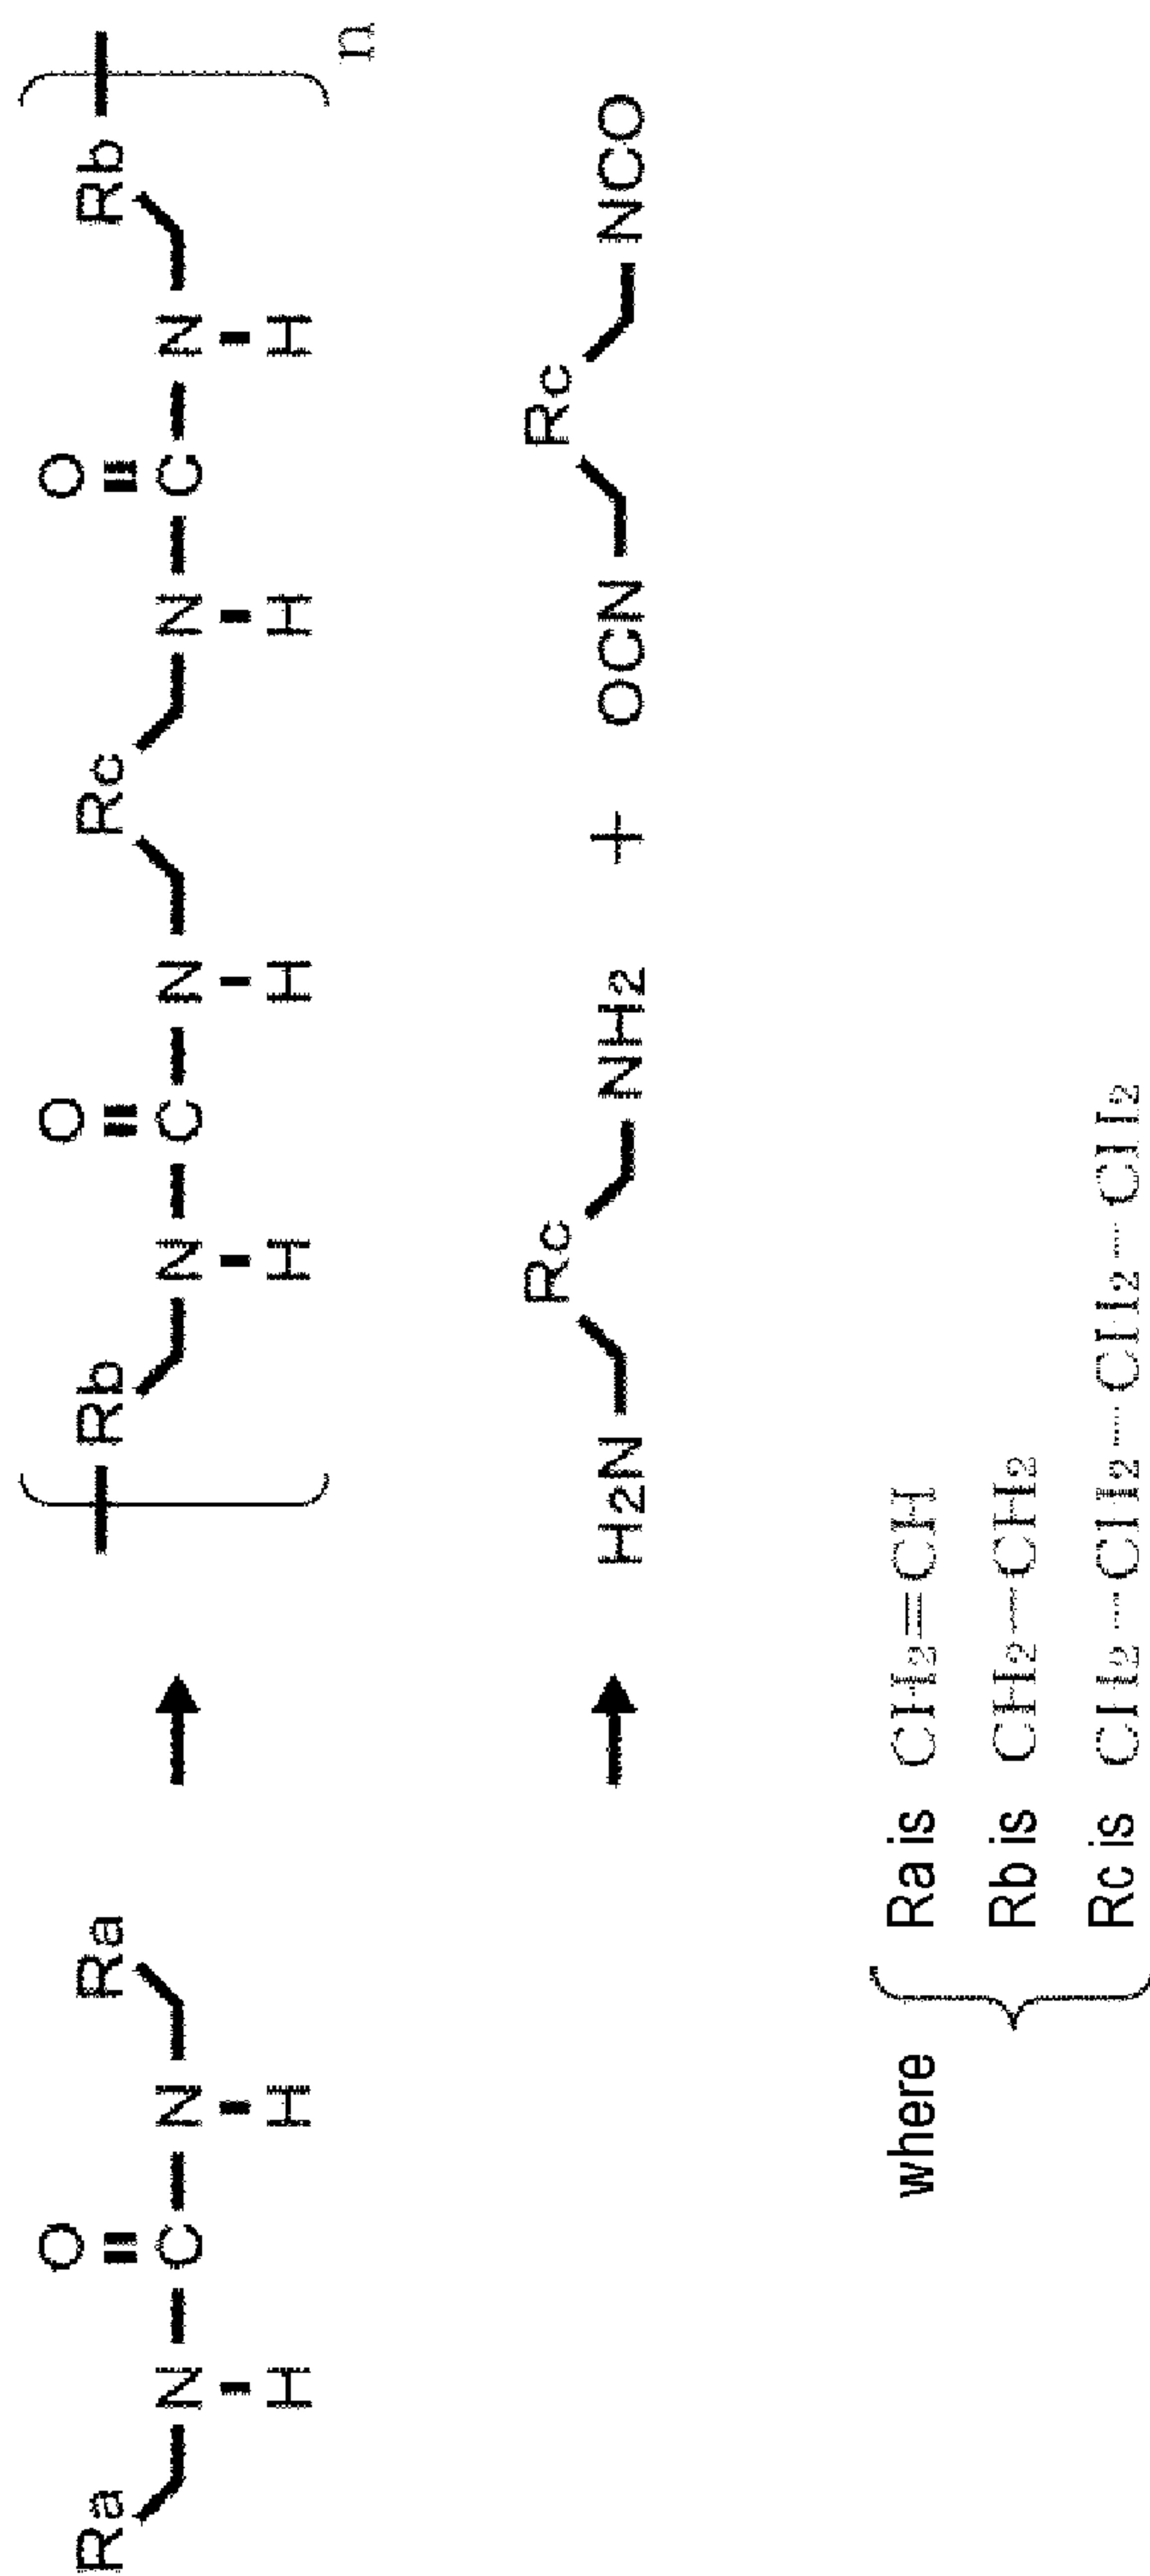 Ra N C N Ra → Rb N C N Rc N C N Rb n
O O O
H H H H H H
→ H2N Rc NH2 + OCN Rc NCO
where Ra is CH2=CH
Rb is CH2—CH2
Rc is CH2—CH2—CH2—CH2